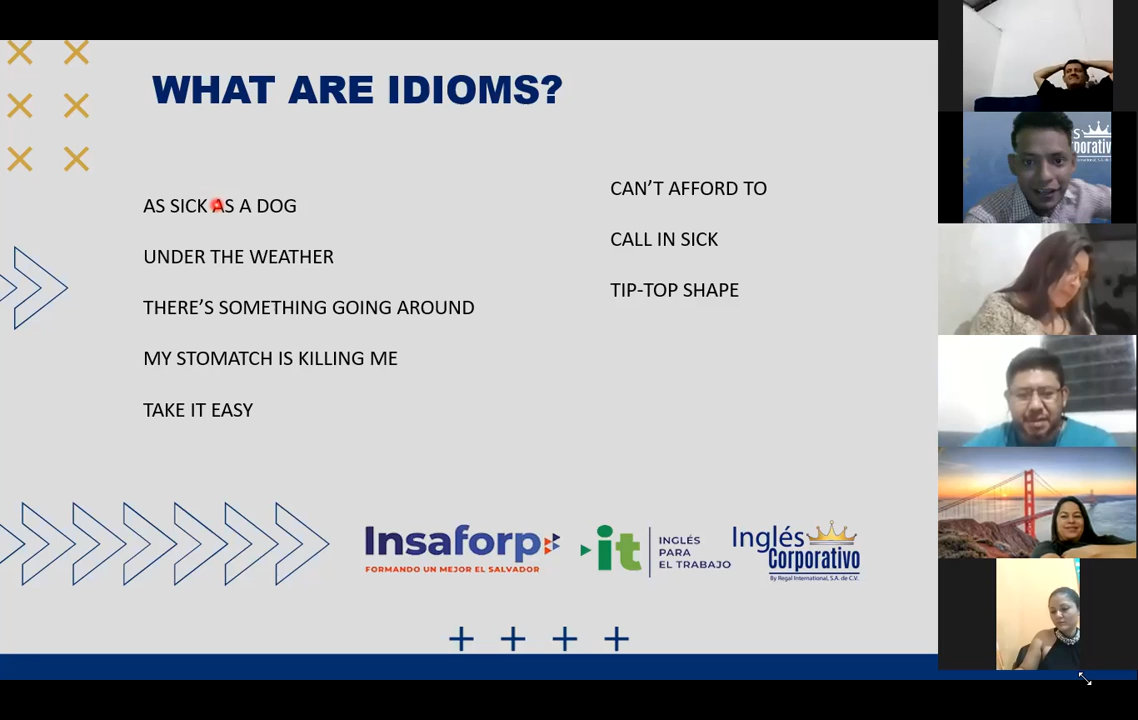 WHAT ARE IDIOMS?
AS SICK AS A DOG
UNDER THE WEATHER
THERE'S SOMETHING GOING AROUND
MY STOMATCH IS KILLING ME
TAKE IT EASY
CAN'T AFFORD TO
CALL IN SICK
TIP-TOP SHAPE
Insaforp
FORMANDO UN MEJOR EL SALVADOR
it
INGLÉS
PARA
EL TRABAJO
Inglés
Corporativo
By Regal International, S.A. de C.V.